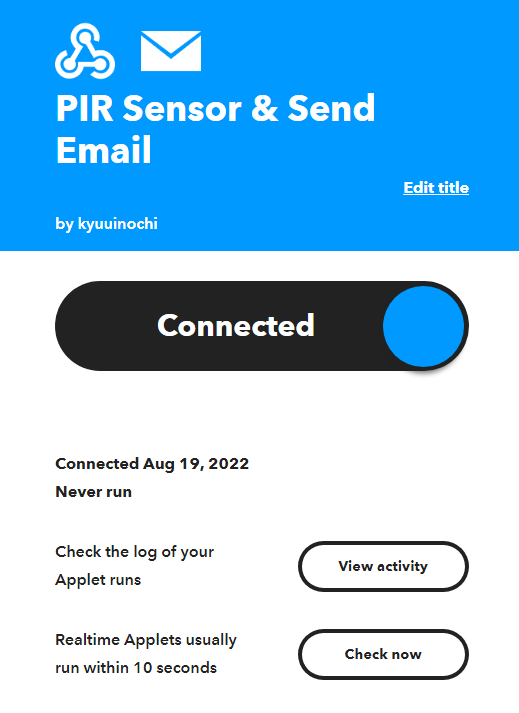 PIR Sensor & Send
Email
Edit title
by kyuuinochi
Connected
Connected Aug 19, 2022
Never run
Check the log of your
Applet runs
View activity
Realtime Applets usually
run within 10 seconds
Check now